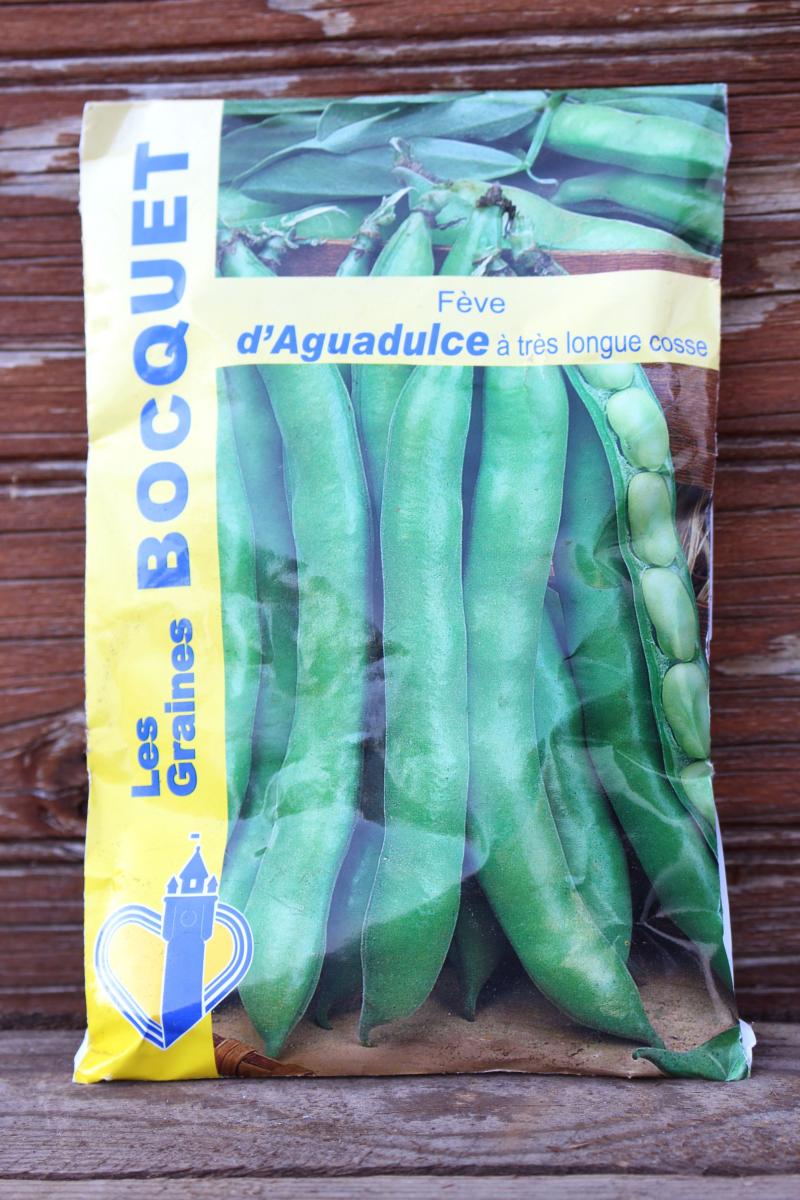 Les
Graines BOCQUET
Fève
d'Aguadulce à très longue cosse